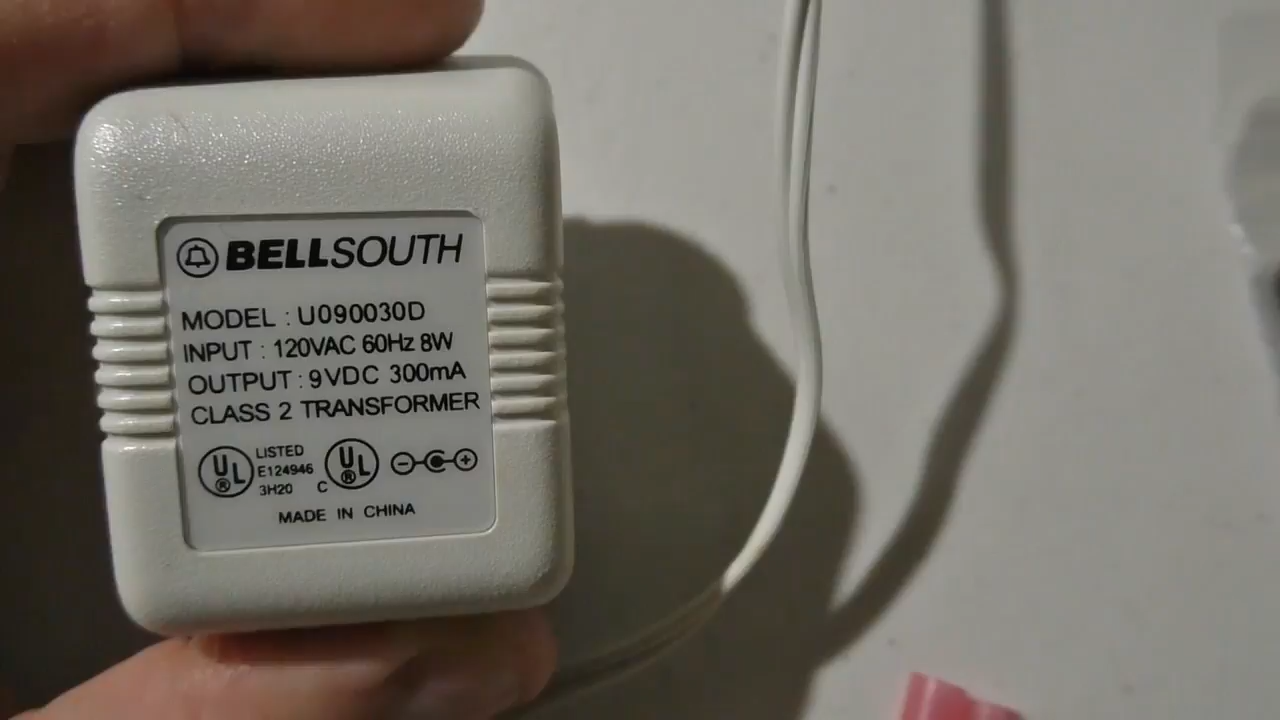 BELLSOUTH
MODEL : U090030D
INPUT : 120VAC 60Hz 8W
OUTPUT : 9VDC 300mA
CLASS 2 TRANSFORMER
UL ® LISTED E124946 3H20 C UL ®
MADE IN CHINA